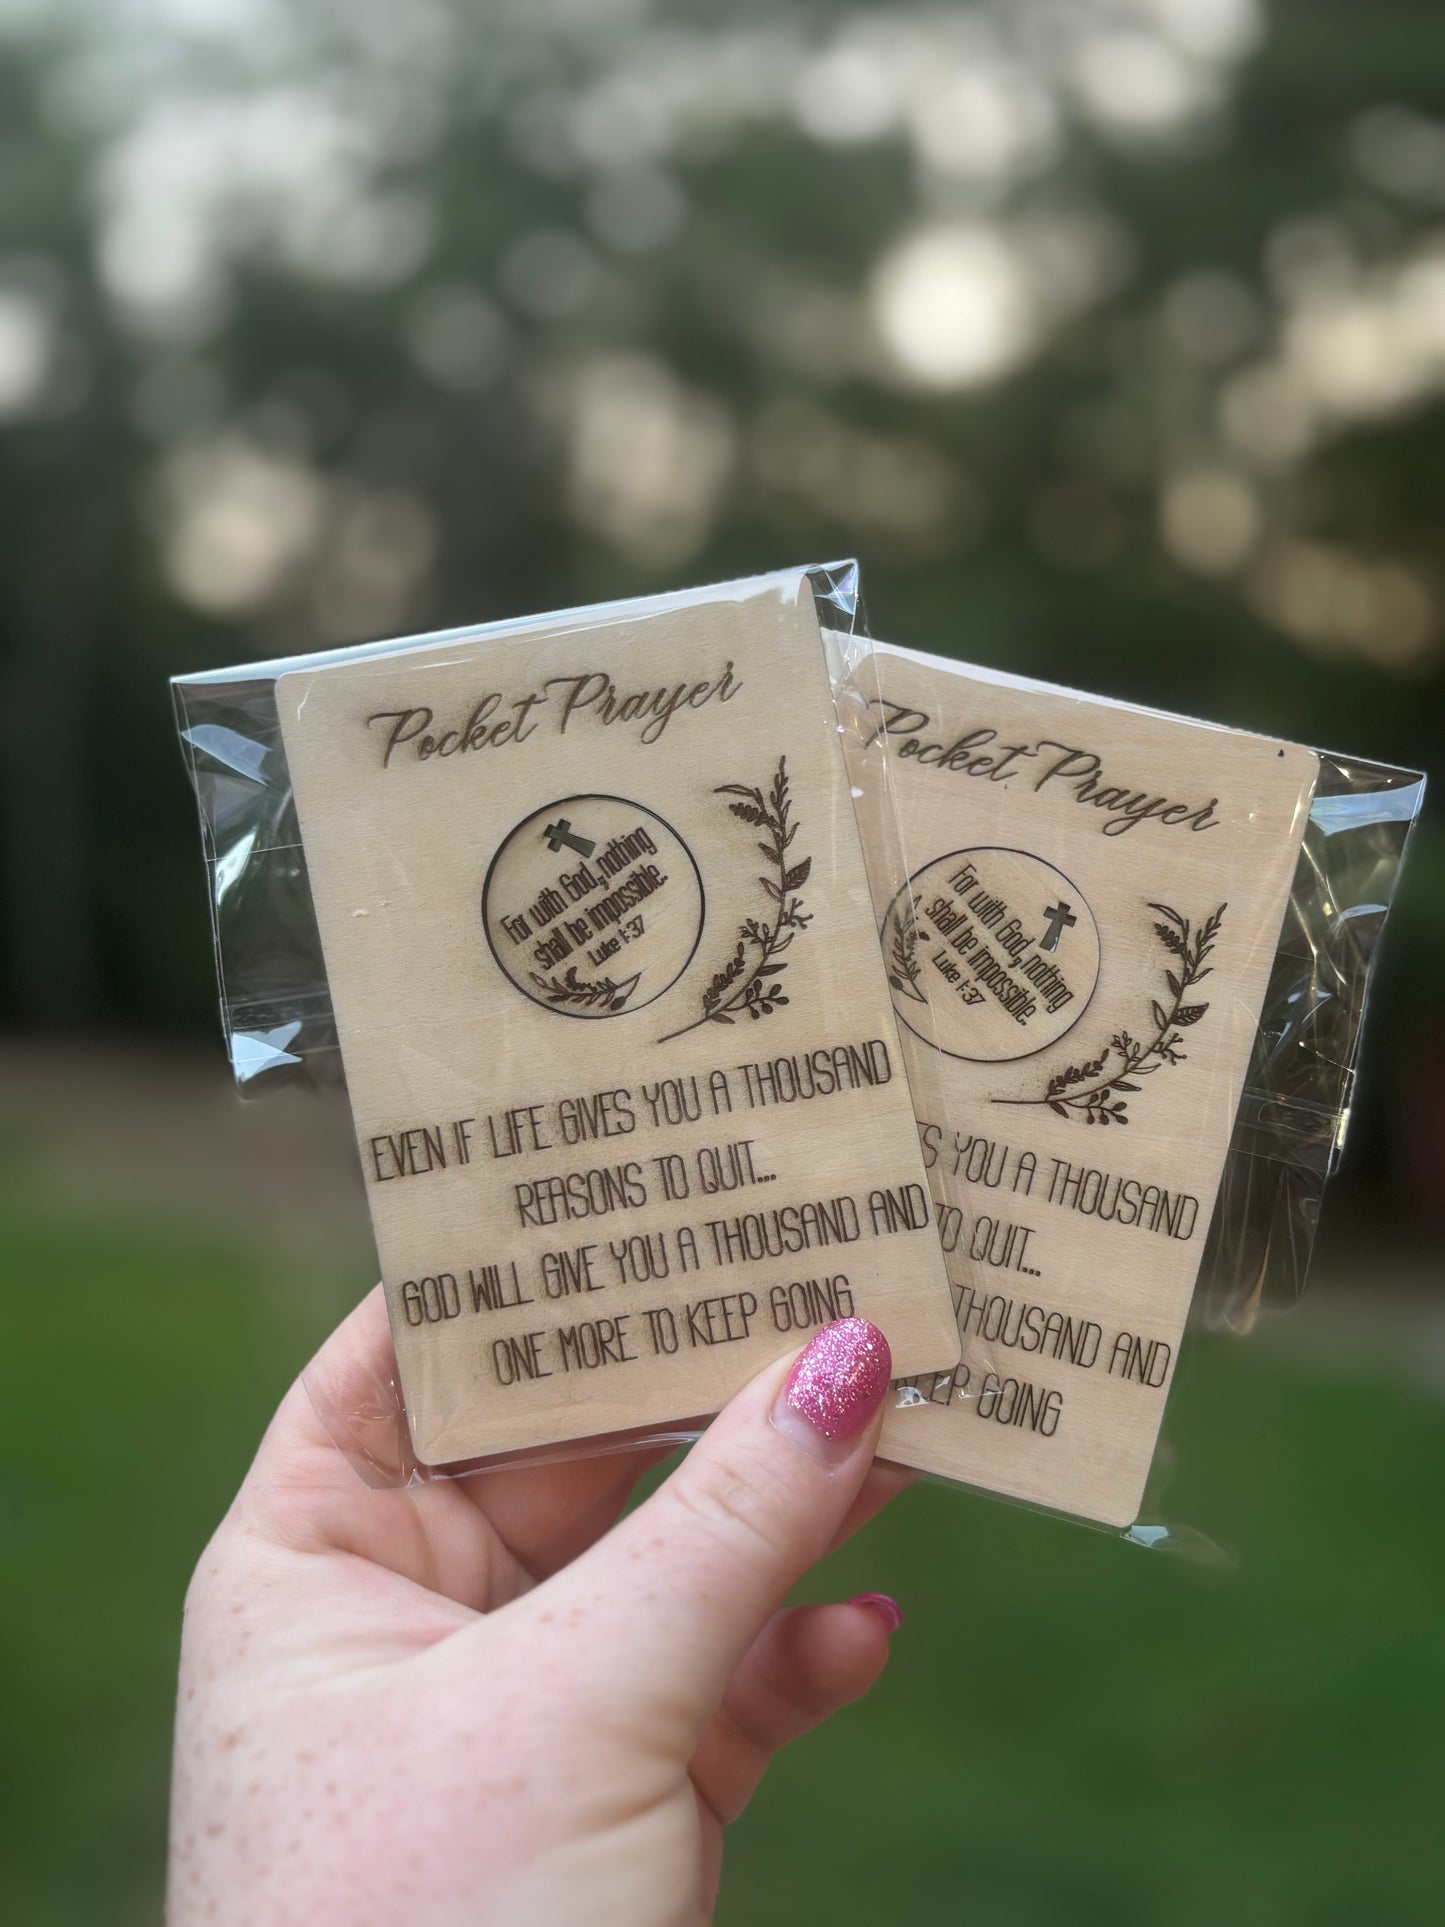 Pocket Prayer
For with God, nothing
shall be impossible.
Luke 1:37
EVEN IF LIFE GIVES YOU A THOUSAND
REASONS TO QUIT...
GOD WILL GIVE YOU A THOUSAND AND
ONE MORE TO KEEP GOING
Pocket Prayer
For with God, nothing
shall be impossible.
Luke 1:37
YOU A THOUSAND
TO QUIT...
THOUSAND AND
KEEP GOING